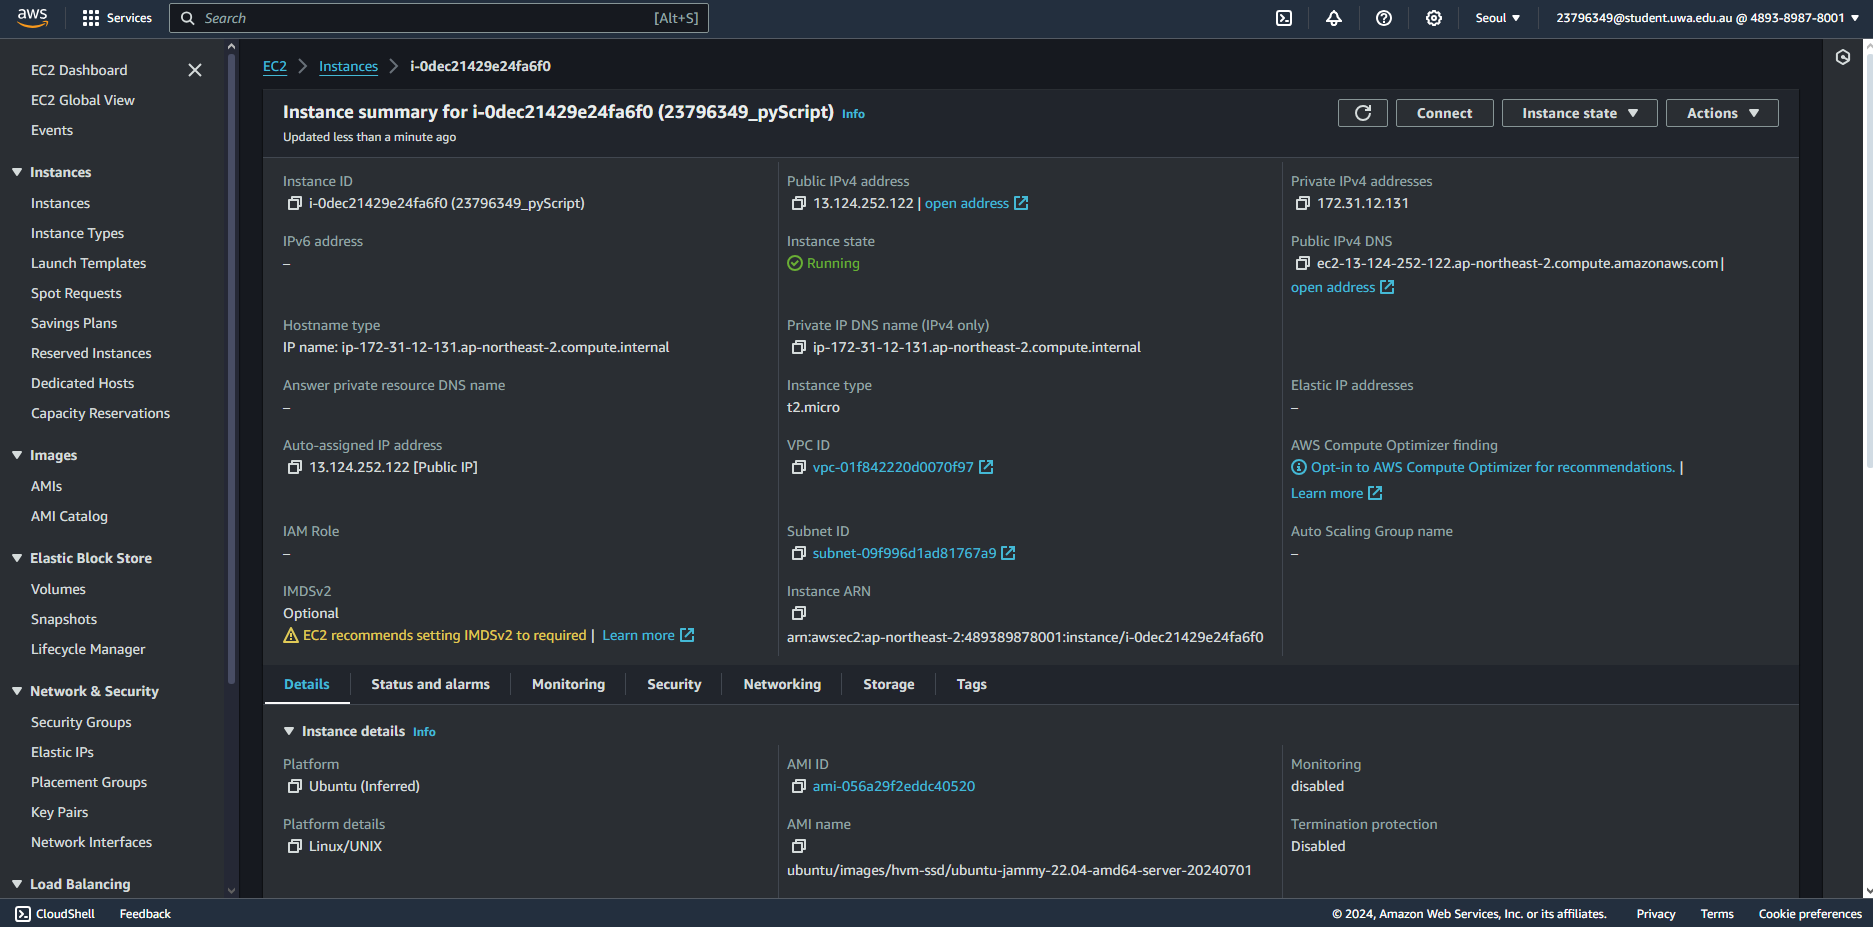 aws
Services
Search
[Alt+S]
Seoul
23796349@student.uwa.edu.au @ 4893-8987-8001
EC2 Dashboard
EC2 Global View
Events
Instances
Instances
Instance Types
Launch Templates
Spot Requests
Savings Plans
Reserved Instances
Dedicated Hosts
Capacity Reservations
Images
AMIs
AMI Catalog
Elastic Block Store
Volumes
Snapshots
Lifecycle Manager
Network & Security
Security Groups
Elastic IPs
Placement Groups
Key Pairs
Network Interfaces
Load Balancing
EC2 > Instances > i-0dec21429e24fa6f0
Instance summary for i-0dec21429e24fa6f0 (23796349_pyScript) Info
Updated less than a minute ago
Connect
Instance state
Actions
Instance ID
i-0dec21429e24fa6f0 (23796349_pyScript)
Public IPv4 address
13.124.252.122 | open address
Private IPv4 addresses
172.31.12.131
IPv6 address
–
Instance state
Running
Public IPv4 DNS
ec2-13-124-252-122.ap-northeast-2.compute.amazonaws.com |
open address
Hostname type
IP name: ip-172-31-12-131.ap-northeast-2.compute.internal
Private IP DNS name (IPv4 only)
ip-172-31-12-131.ap-northeast-2.compute.internal
Answer private resource DNS name
–
Instance type
t2.micro
Elastic IP addresses
–
Auto-assigned IP address
13.124.252.122 [Public IP]
VPC ID
vpc-01f842220d0070f97
AWS Compute Optimizer finding
Opt-in to AWS Compute Optimizer for recommendations. |
Learn more
IAM Role
–
Subnet ID
subnet-09f996d1ad81767a9
Auto Scaling Group name
–
IMDSv2
Optional
EC2 recommends setting IMDSv2 to required | Learn more
Instance ARN
arn:aws:ec2:ap-northeast-2:489389878001:instance/i-0dec21429e24fa6f0
Details
Status and alarms
Monitoring
Security
Networking
Storage
Tags
Instance details Info
Platform
Ubuntu (Inferred)
AMI ID
ami-056a29f2eddc40520
Monitoring
disabled
Platform details
Linux/UNIX
AMI name
ubuntu/images/hvm-ssd/ubuntu-jammy-22.04-amd64-server-20240701
Termination protection
Disabled
CloudShell
Feedback
© 2024, Amazon Web Services, Inc. or its affiliates.
Privacy
Terms
Cookie preferences